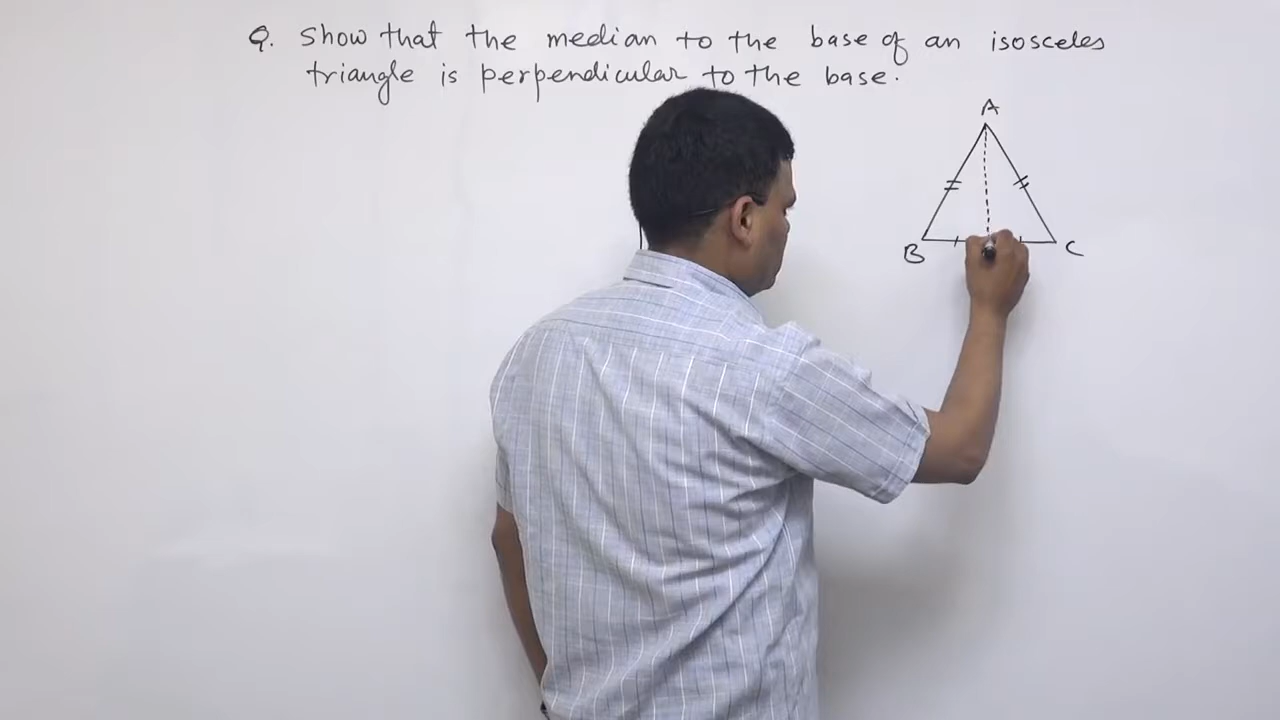 Q. Show that the median to the base of an isosceles
triangle is perpendicular to the base.
A
B
C